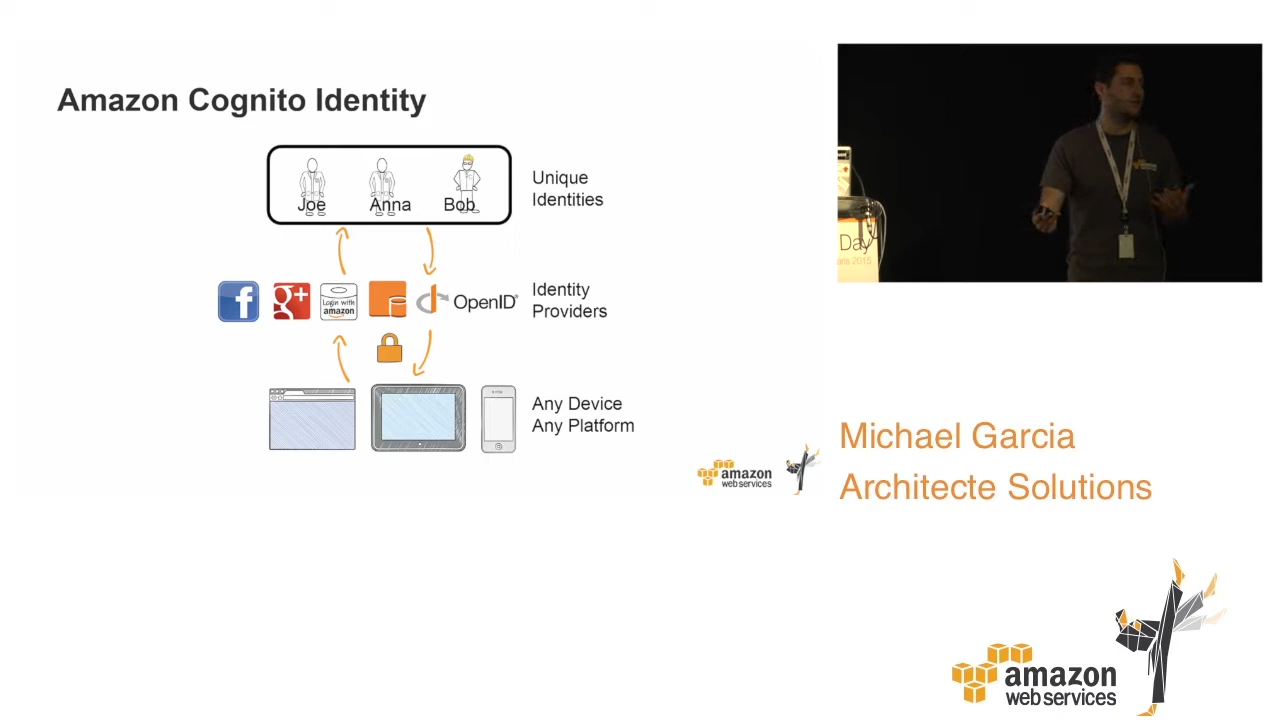 Amazon Cognito Identity
Joe
Anna
Bob
Unique
Identities
f
g+
Login with
amazon
OpenID
Identity
Providers
Any Device
Any Platform
amazon
web services
Day
Michael Garcia
Architecte Solutions
amazon
web services